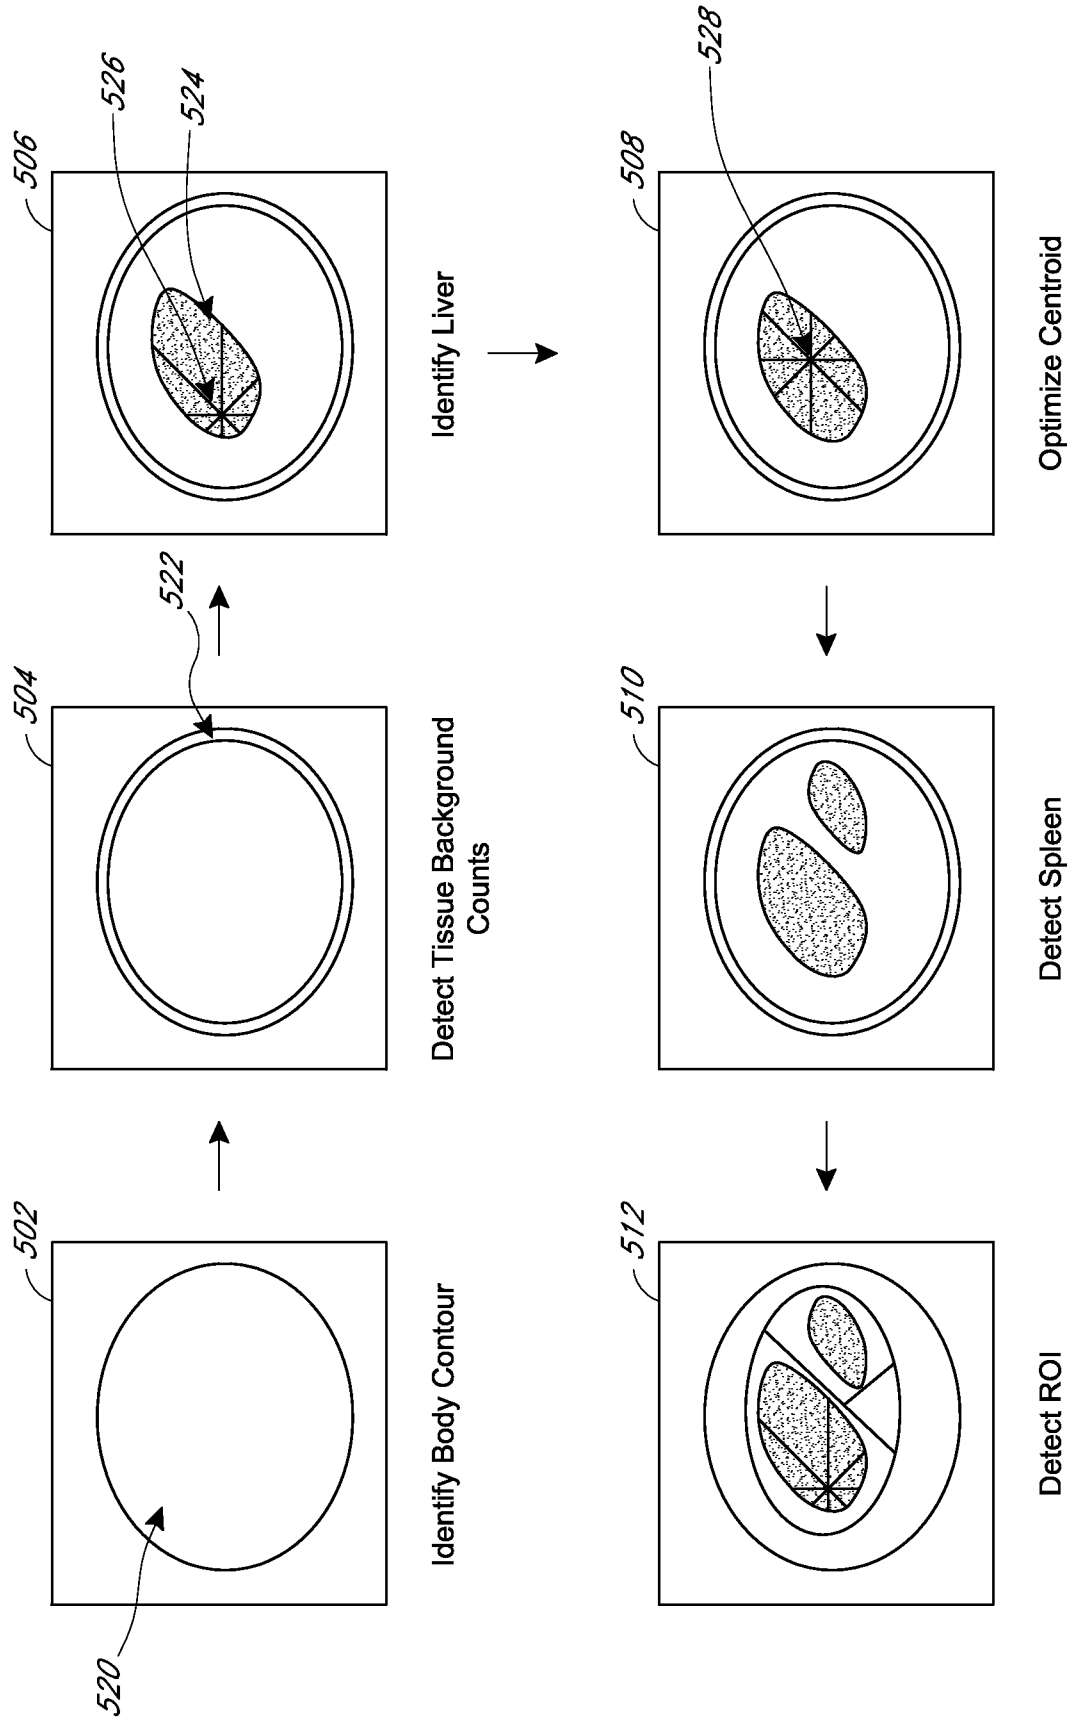 502
520
Identify Body Contour
504
522
Detect Tissue Background
Counts
506
526
524
Identify Liver
512
Detect ROI
510
Detect Spleen
508
528
Optimize Centroid